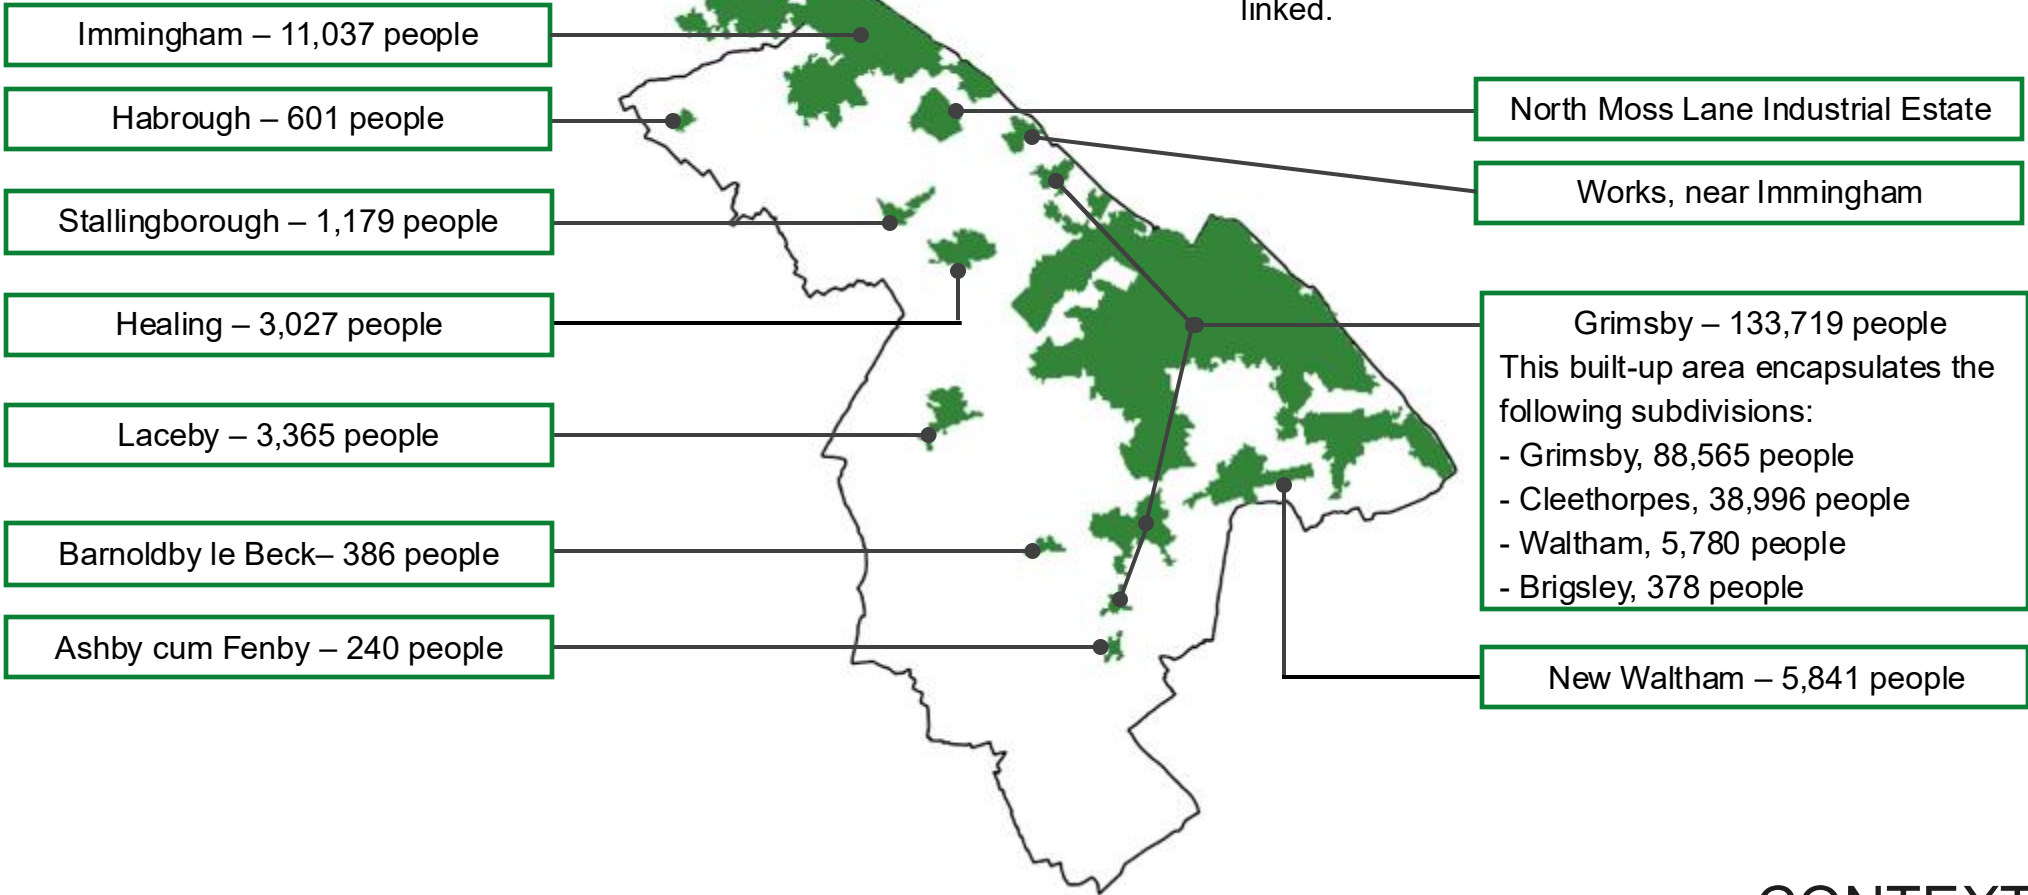 linked.
Immingham – 11,037 people
Habrough – 601 people
Stallingborough – 1,179 people
Healing – 3,027 people
Laceby – 3,365 people
Barnoldby le Beck– 386 people
Ashby cum Fenby – 240 people
North Moss Lane Industrial Estate
Works, near Immingham
Grimsby – 133,719 people
This built-up area encapsulates the
following subdivisions:
- Grimsby, 88,565 people
- Cleethorpes, 38,996 people
- Waltham, 5,780 people
- Brigsley, 378 people
New Waltham – 5,841 people
CONTEXT